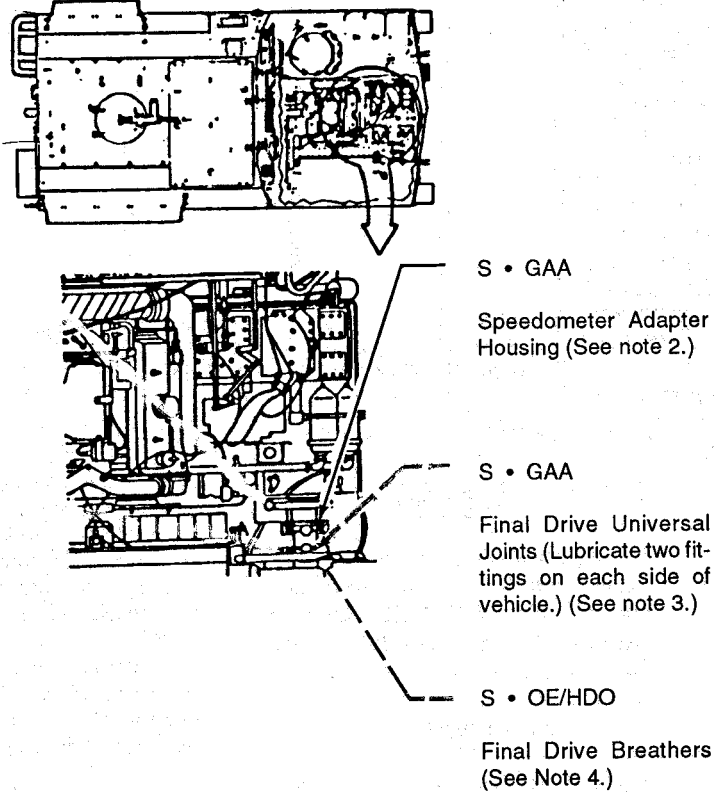 S • GAA
Speedometer Adapter
Housing (See note 2.)
S • GAA
Final Drive Universal
Joints (Lubricate two fit-
tings on each side of
vehicle.) (See note 3.)
S • OE/HDO
Final Drive Breathers
(See Note 4.)